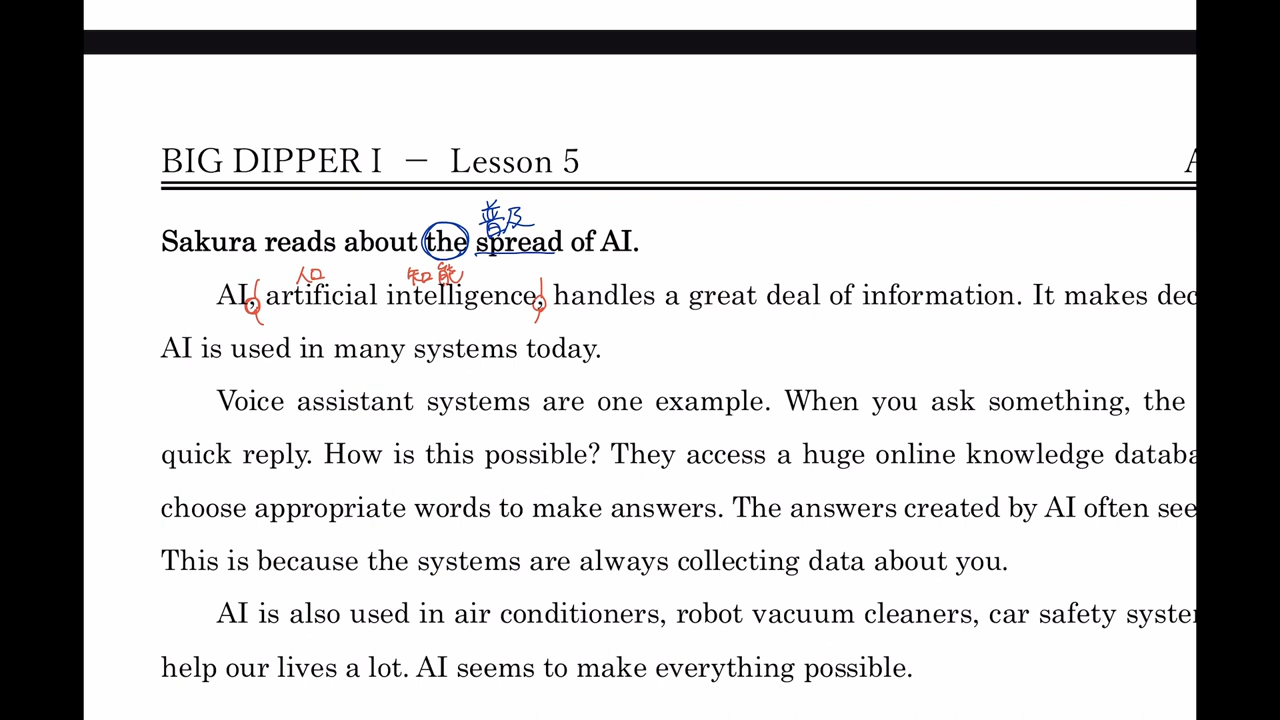 BIG DIPPER I － Lesson 5
普及
Sakura reads about the spread of AI.
人口 知能
AI, artificial intelligence, handles a great deal of information. It makes dec
AI is used in many systems today.
Voice assistant systems are one example. When you ask something, the
quick reply. How is this possible? They access a huge online knowledge databa
choose appropriate words to make answers. The answers created by AI often see
This is because the systems are always collecting data about you.
AI is also used in air conditioners, robot vacuum cleaners, car safety syste
help our lives a lot. AI seems to make everything possible.